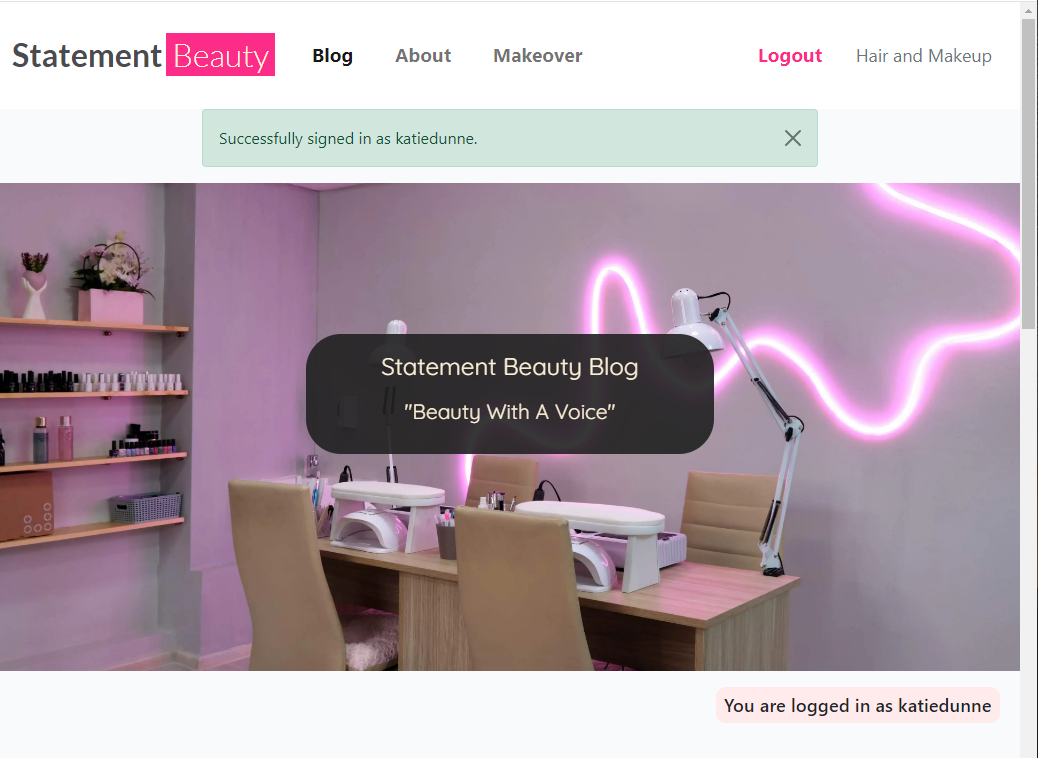 Statement Beauty Blog About Makeover Logout Hair and Makeup
Successfully signed in as katiedunne.
Statement Beauty Blog
"Beauty With A Voice"
You are logged in as katiedunne